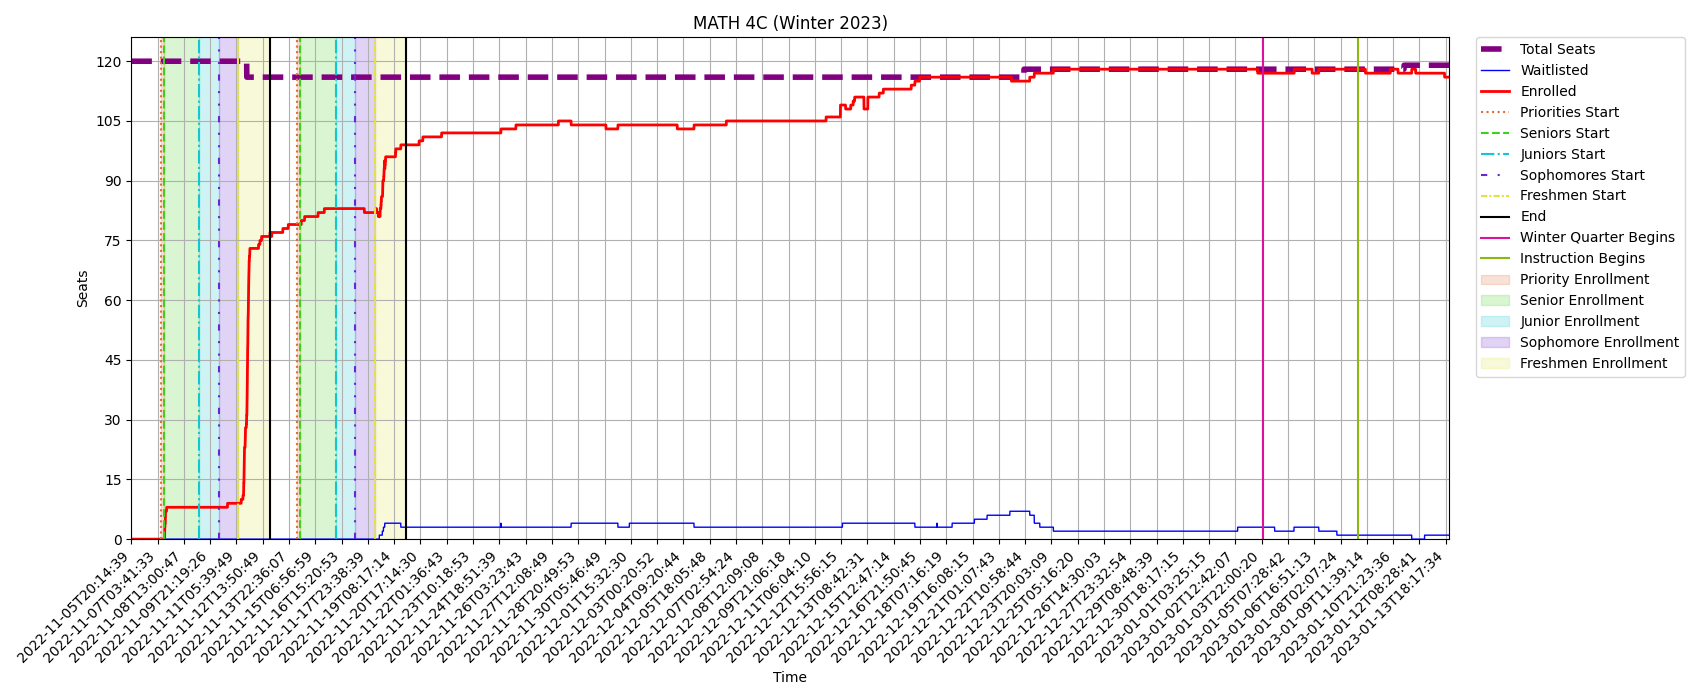 MATH 4C (Winter 2023)
Seats
120
105
90
75
60
45
30
15
0
2022-11-05T20:14:39
2022-11-07T03:41:33
2022-11-08T13:00:47
2022-11-09T21:19:26
2022-11-11T05:39:49
2022-11-12T13:50:49
2022-11-13T22:36:07
2022-11-15T06:56:59
2022-11-16T15:20:53
2022-11-17T23:38:39
2022-11-19T08:17:14
2022-11-20T17:14:30
2022-11-22T01:36:43
2022-11-23T10:18:53
2022-11-24T18:51:39
2022-11-26T03:23:43
2022-11-27T12:08:49
2022-11-28T20:49:53
2022-11-30T05:46:49
2022-12-01T15:32:30
2022-12-03T00:20:52
2022-12-04T09:20:44
2022-12-05T18:05:48
2022-12-07T02:54:24
2022-12-08T12:09:08
2022-12-09T21:06:18
2022-12-11T06:04:10
2022-12-12T15:56:15
2022-12-15T18:42:31
2022-12-15T12:47:14
2022-12-16T21:50:45
2022-12-18T07:16:19
2022-12-19T16:08:15
2022-12-21T01:07:43
2022-12-22T10:58:44
2022-12-23T20:03:09
2022-12-25T05:16:20
2022-12-26T14:30:03
2022-12-27T23:32:54
2022-12-29T08:48:39
2022-12-30T18:17:15
2023-01-01T03:25:15
2023-01-02T12:42:07
2023-01-03T22:00:20
2023-01-05T07:28:42
2023-01-06T16:51:13
2023-01-08T02:07:24
2023-01-09T11:39:14
2023-01-10T21:23:36
2023-01-12T08:28:41
2023-01-13T18:17:34
Time
Total Seats
Waitlisted
Enrolled
Priorities Start
Seniors Start
Juniors Start
Sophomores Start
Freshmen Start
End
Winter Quarter Begins
Instruction Begins
Priority Enrollment
Senior Enrollment
Junior Enrollment
Sophomore Enrollment
Freshmen Enrollment